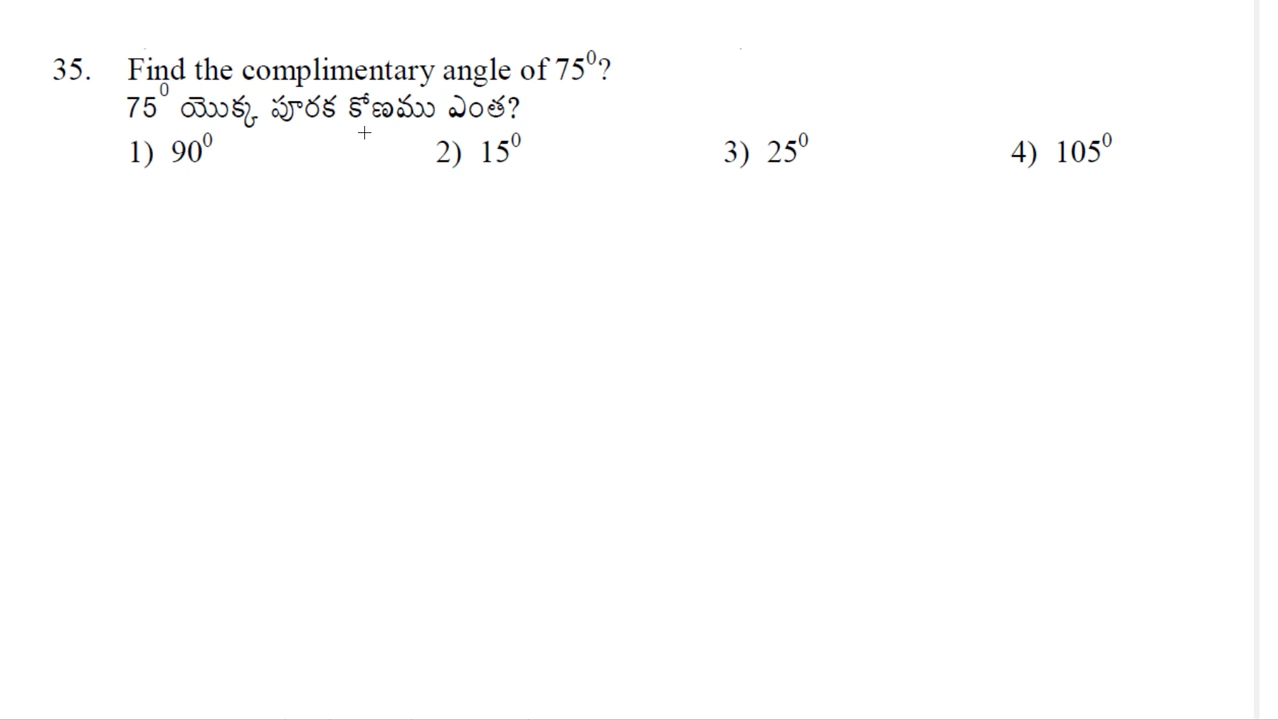 35. Find the complimentary angle of 75⁰?
75⁰ యొక్క పూరక కోణము ఎంత?
1) 90⁰ 2) 15⁰ 3) 25⁰ 4) 105⁰